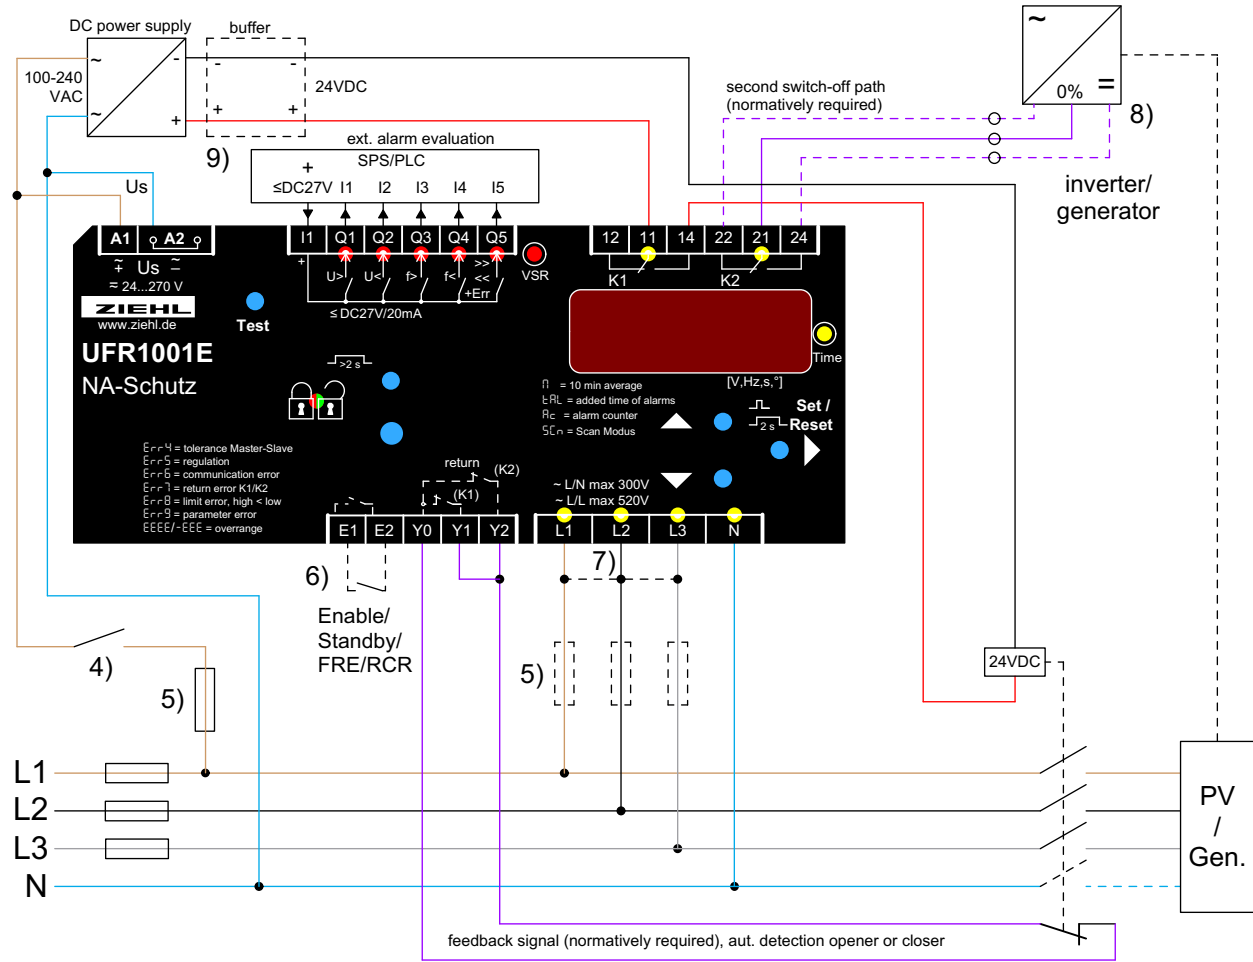 DC power supply
buffer
~
-
-
-
100-240
VAC
24VDC
~
+
+
+
second switch-off path
(normatively required)
~
0%
=
8)
inverter/
generator
9)
ext. alarm evaluation
SPS/PLC
+
≤DC27V I1 I2 I3 I4 I5
Us
A1 A2
I1 Q1 Q2 Q3 Q4 Q5
12 11 14 22 21 24
~
+ Us ~
−
≂ 24...270 V
+ U> U< f> f< >>
<<
+Err
VSR
K1 K2
≤ DC27V/20mA
ZIEHL
www.ziehl.de
Test
UFR1001E
NA-Schutz
>2 s
Time
[V,Hz,s,°]
n = 10 min average
tAL = added time of alarms
Ac = alarm counter
SCn = Scan Modus
Set /
2 s Reset
Err4 = tolerance Master-Slave
Err5 = regulation
Err6 = communication error
Err7 = return error K1/K2
Err8 = limit error, high < low
Err9 = parameter error
EEEE/-EEE = overrange
return
(K2)
(K1)
~ L/N max 300V
~ L/L max 520V
E1 E2 Y0 Y1 Y2
L1 L2 L3 N
6)
7)
Enable/
Standby/
FRE/RCR
4)
5)
5)
24VDC
L1
L2
L3
N
PV
/
Gen.
feedback signal (normatively required), aut. detection opener or closer